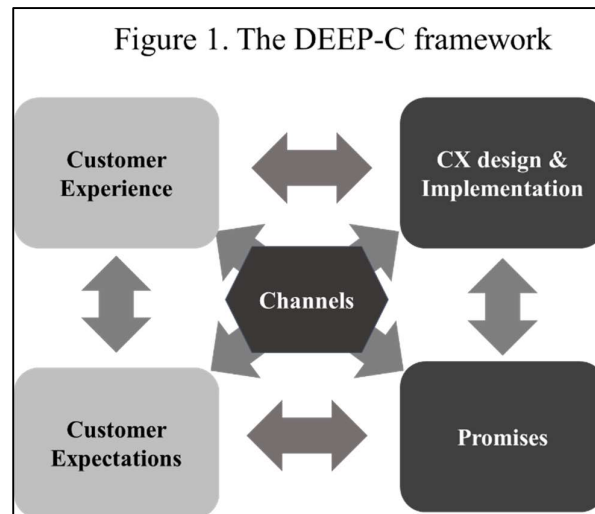 Figure 1. The DEEP-C framework
Customer
Experience
CX design &
Implementation
Channels
Customer
Expectations
Promises